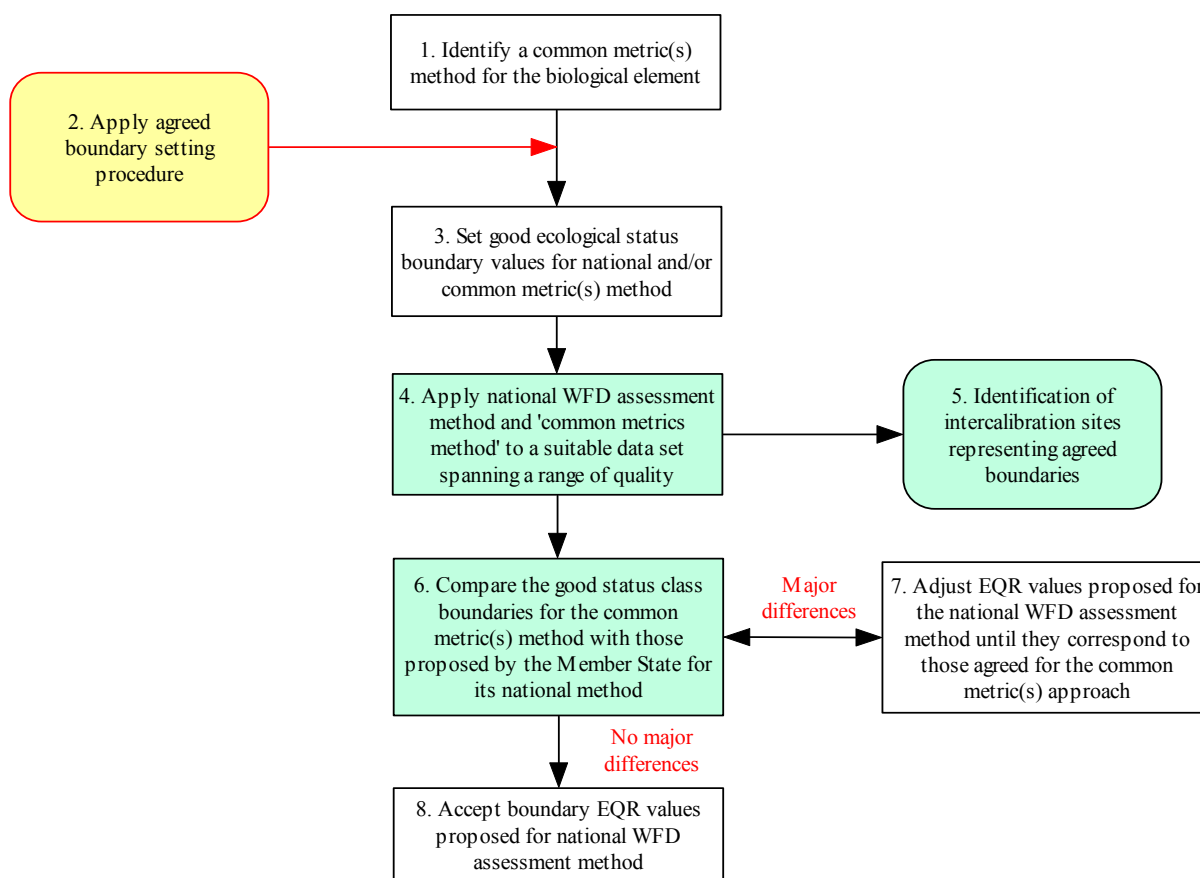 1. Identify a common metric(s)
method for the biological element
2. Apply agreed
boundary setting
procedure
3. Set good ecological status
boundary values for national and/or
common metric(s) method
4. Apply national WFD assessment
method and 'common metrics
method' to a suitable data set
spanning a range of quality
5. Identification of
intercalibration sites
representing agreed
boundaries
6. Compare the good status class
boundaries for the common
metric(s) method with those
proposed by the Member State for
its national method
Major
differences
7. Adjust EQR values proposed for
the national WFD assessment
method until they correspond to
those agreed for the common
metric(s) approach
No major
differences
8. Accept boundary EQR values
proposed for national WFD
assessment method